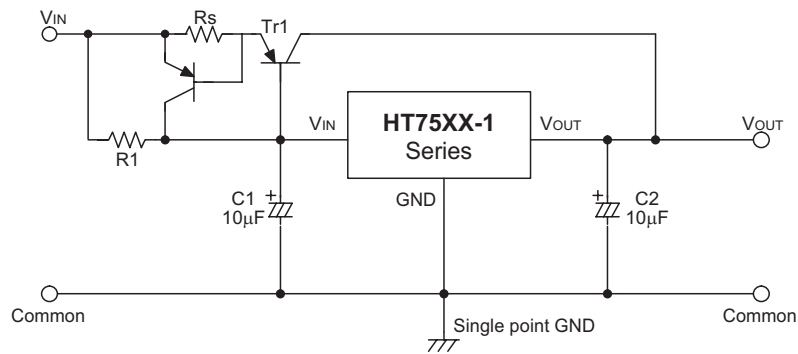 VIN
Rs
Tr1
R1
VIN
HT75XX-1
Series
VOUT
VOUT
GND
C1
+
10μF
C2
+
10μF
Common
Single point GND
Common